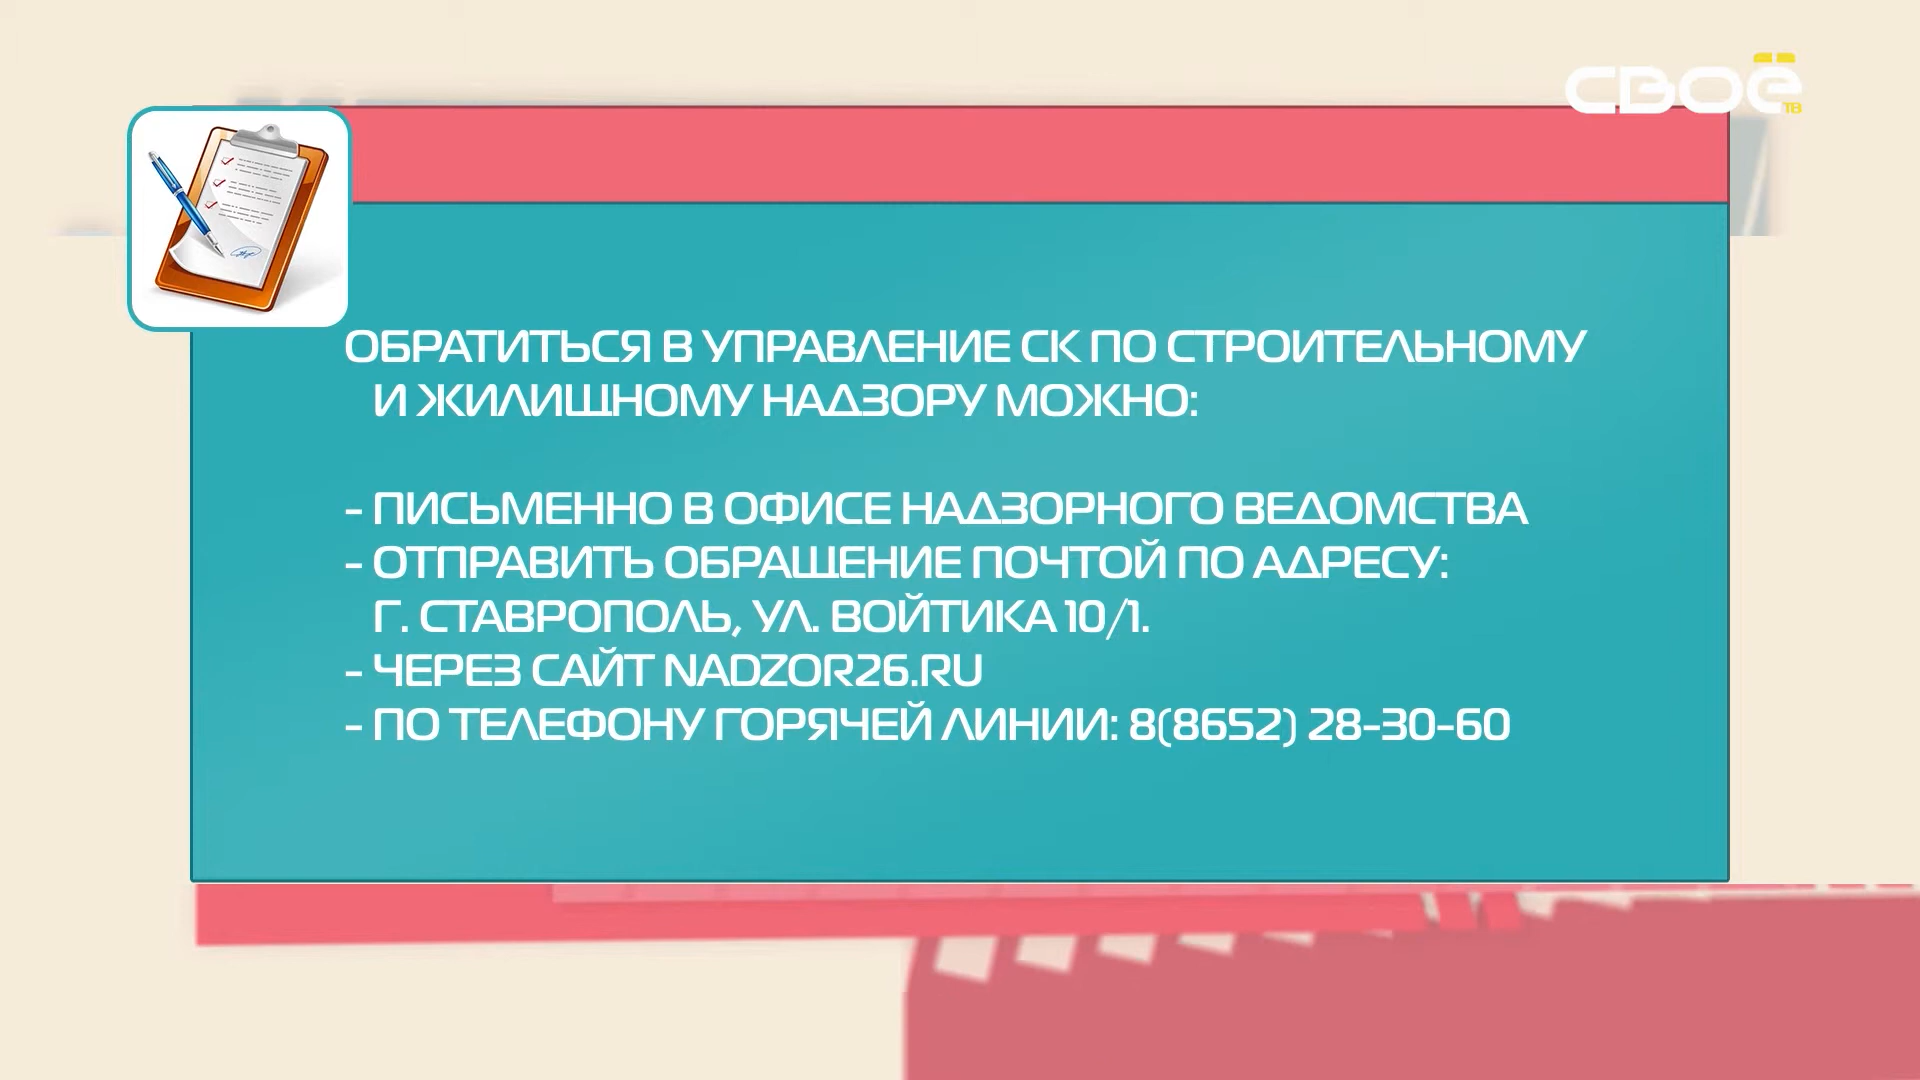 СВОЁ
ТВ
ОБРАТИТЬСЯ В УПРАВЛЕНИЕ СК ПО СТРОИТЕЛЬНОМУ
И ЖИЛИЩНОМУ НАДЗОРУ МОЖНО:
- ПИСЬМЕННО В ОФИСЕ НАДЗОРНОГО ВЕДОМСТВА
- ОТПРАВИТЬ ОБРАЩЕНИЕ ПОЧТОЙ ПО АДРЕСУ:
Г. СТАВРОПОЛЬ, УЛ. ВОЙТИКА 10/1.
- ЧЕРЕЗ САЙТ NADZOR26.RU
- ПО ТЕЛЕФОНУ ГОРЯЧЕЙ ЛИНИИ: 8(8652) 28-30-60